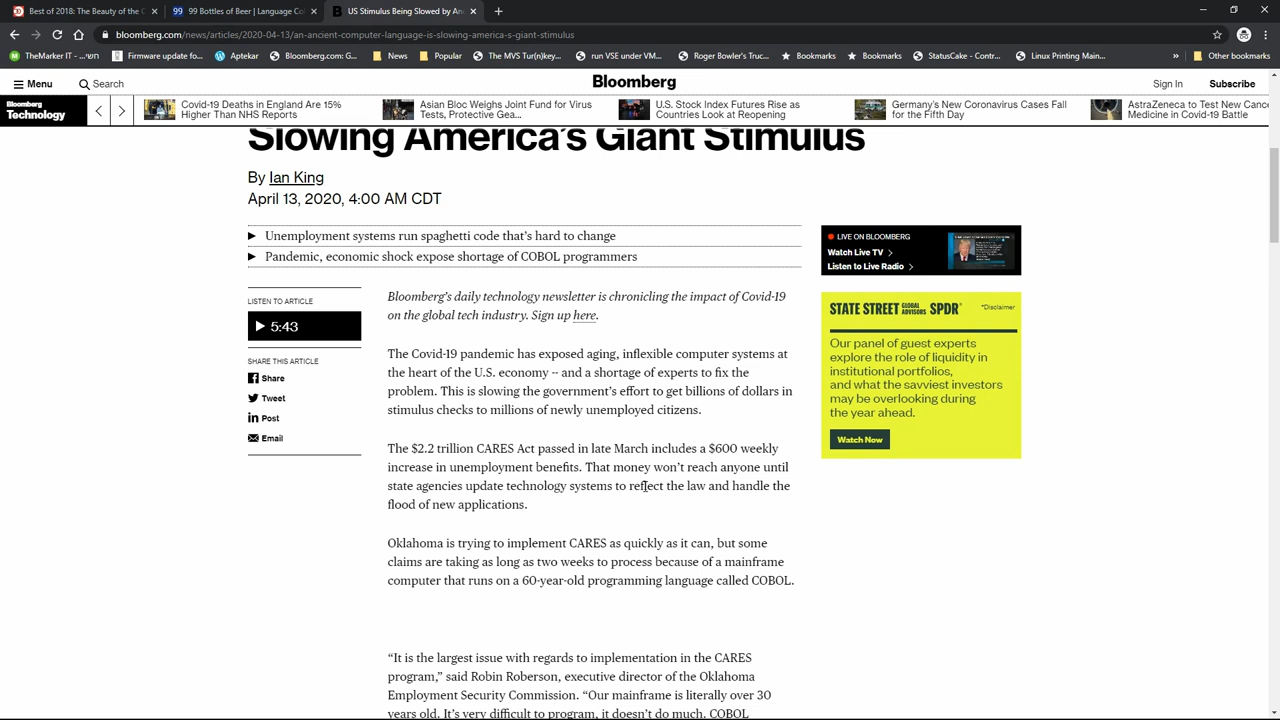 Best of 2018: The Beauty of the C
99 Bottles of Beer | Language Co
US Stimulus Being Slowed by An
bloomberg.com/news/articles/2020-04-13/an-ancient-computer-language-is-slowing-america-s-giant-stimulus
TheMarker IT -
Firmware update fo...
Aptekar
Bloomberg.com: G...
News
Popular
The MVS Tur(n)key...
run VSE under VM...
Roger Bowler's Truc...
Bookmarks
Bookmarks
StatusCake - Contr...
Linux Printing Main...
»
Other bookmarks
Menu
Search
Bloomberg
Sign In
Subscribe
Bloomberg
Technology
Covid-19 Deaths in England Are 15%
Higher Than NHS Reports
Asian Bloc Weighs Joint Fund for Virus
Tests, Protective Gea...
U.S. Stock Index Futures Rise as
Countries Look at Reopening
Germany's New Coronavirus Cases Fall
for the Fifth Day
AstraZeneca to Test New Cance
Medicine in Covid-19 Battle
Slowing America's Giant Stimulus
By Ian King
April 13, 2020, 4:00 AM CDT
Unemployment systems run spaghetti code that's hard to change
Pandemic, economic shock expose shortage of COBOL programmers
LISTEN TO ARTICLE
5:43
SHARE THIS ARTICLE
Share
Tweet
Post
Email
Bloomberg's daily technology newsletter is chronicling the impact of Covid-19
on the global tech industry. Sign up here.
The Covid-19 pandemic has exposed aging, inflexible computer systems at
the heart of the U.S. economy -- and a shortage of experts to fix the
problem. This is slowing the government's effort to get billions of dollars in
stimulus checks to millions of newly unemployed citizens.
The $2.2 trillion CARES Act passed in late March includes a $600 weekly
increase in unemployment benefits. That money won't reach anyone until
state agencies update technology systems to reflect the law and handle the
flood of new applications.
Oklahoma is trying to implement CARES as quickly as it can, but some
claims are taking as long as two weeks to process because of a mainframe
computer that runs on a 60-year-old programming language called COBOL.
"It is the largest issue with regards to implementation in the CARES
program," said Robin Roberson, executive director of the Oklahoma
Employment Security Commission. "Our mainframe is literally over 30
years old. It's very difficult to program, it doesn't do much. COBOL
LIVE ON BLOOMBERG
Watch Live TV
Listen to Live Radio
STATE STREET GLOBAL ADVISORS SPDR®
*Disclaimer
Our panel of guest experts
explore the role of liquidity in
institutional portfolios,
and what the savviest investors
may be overlooking during
the year ahead.
Watch Now